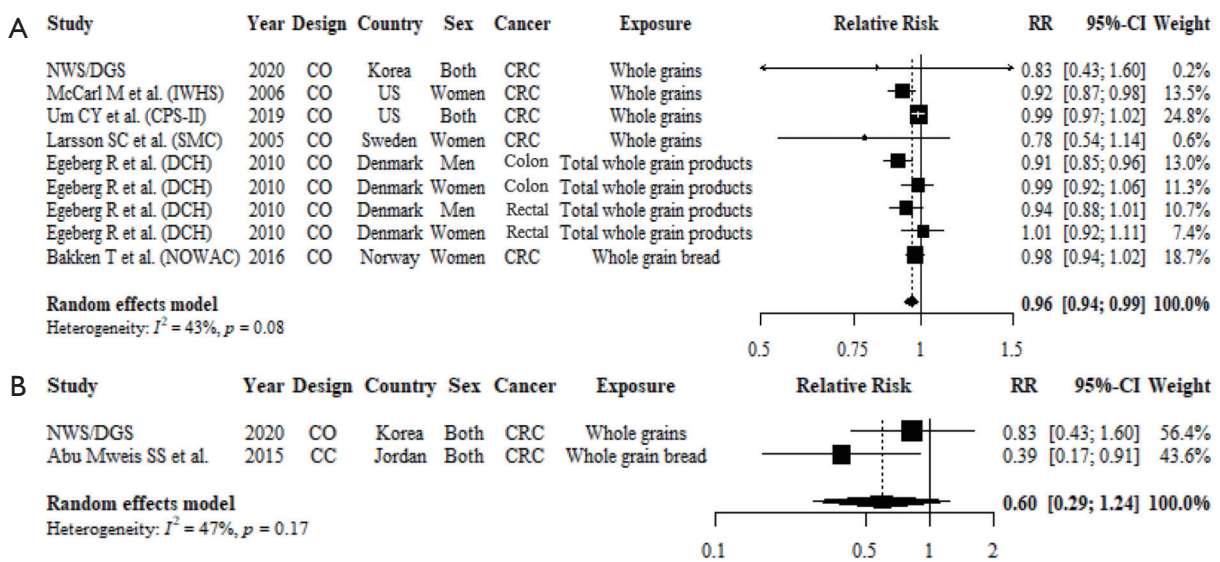 A
Study Year Design Country Sex Cancer Exposure Relative Risk RR 95%-CI Weight
NWS/DGS 2020 CO Korea Both CRC Whole grains 0.83 [0.43; 1.60] 0.2%
McCarl M et al. (IWHS) 2006 CO US Women CRC Whole grains 0.92 [0.87; 0.98] 13.5%
Um CY et al. (CPS-II) 2019 CO US Both CRC Whole grains 0.99 [0.97; 1.02] 24.8%
Larsson SC et al. (SMC) 2005 CO Sweden Women CRC Whole grains 0.78 [0.54; 1.14] 0.6%
Egeberg R et al. (DCH) 2010 CO Denmark Men Colon Total whole grain products 0.91 [0.85; 0.96] 13.0%
Egeberg R et al. (DCH) 2010 CO Denmark Women Colon Total whole grain products 0.99 [0.92; 1.06] 11.3%
Egeberg R et al. (DCH) 2010 CO Denmark Men Rectal Total whole grain products 0.94 [0.88; 1.01] 10.7%
Egeberg R et al. (DCH) 2010 CO Denmark Women Rectal Total whole grain products 1.01 [0.92; 1.11] 7.4%
Bakken T et al. (NOWAC) 2016 CO Norway Women CRC Whole grain bread 0.98 [0.94; 1.02] 18.7%
Random effects model 0.96 [0.94; 0.99] 100.0%
Heterogeneity: I² = 43%, p = 0.08
0.5 0.75 1 1.5
B
Study Year Design Country Sex Cancer Exposure Relative Risk RR 95%-CI Weight
NWS/DGS 2020 CO Korea Both CRC Whole grains 0.83 [0.43; 1.60] 56.4%
Abu Mweis SS et al. 2015 CC Jordan Both CRC Whole grain bread 0.39 [0.17; 0.91] 43.6%
Random effects model 0.60 [0.29; 1.24] 100.0%
Heterogeneity: I² = 47%, p = 0.17
0.1 0.5 1 2